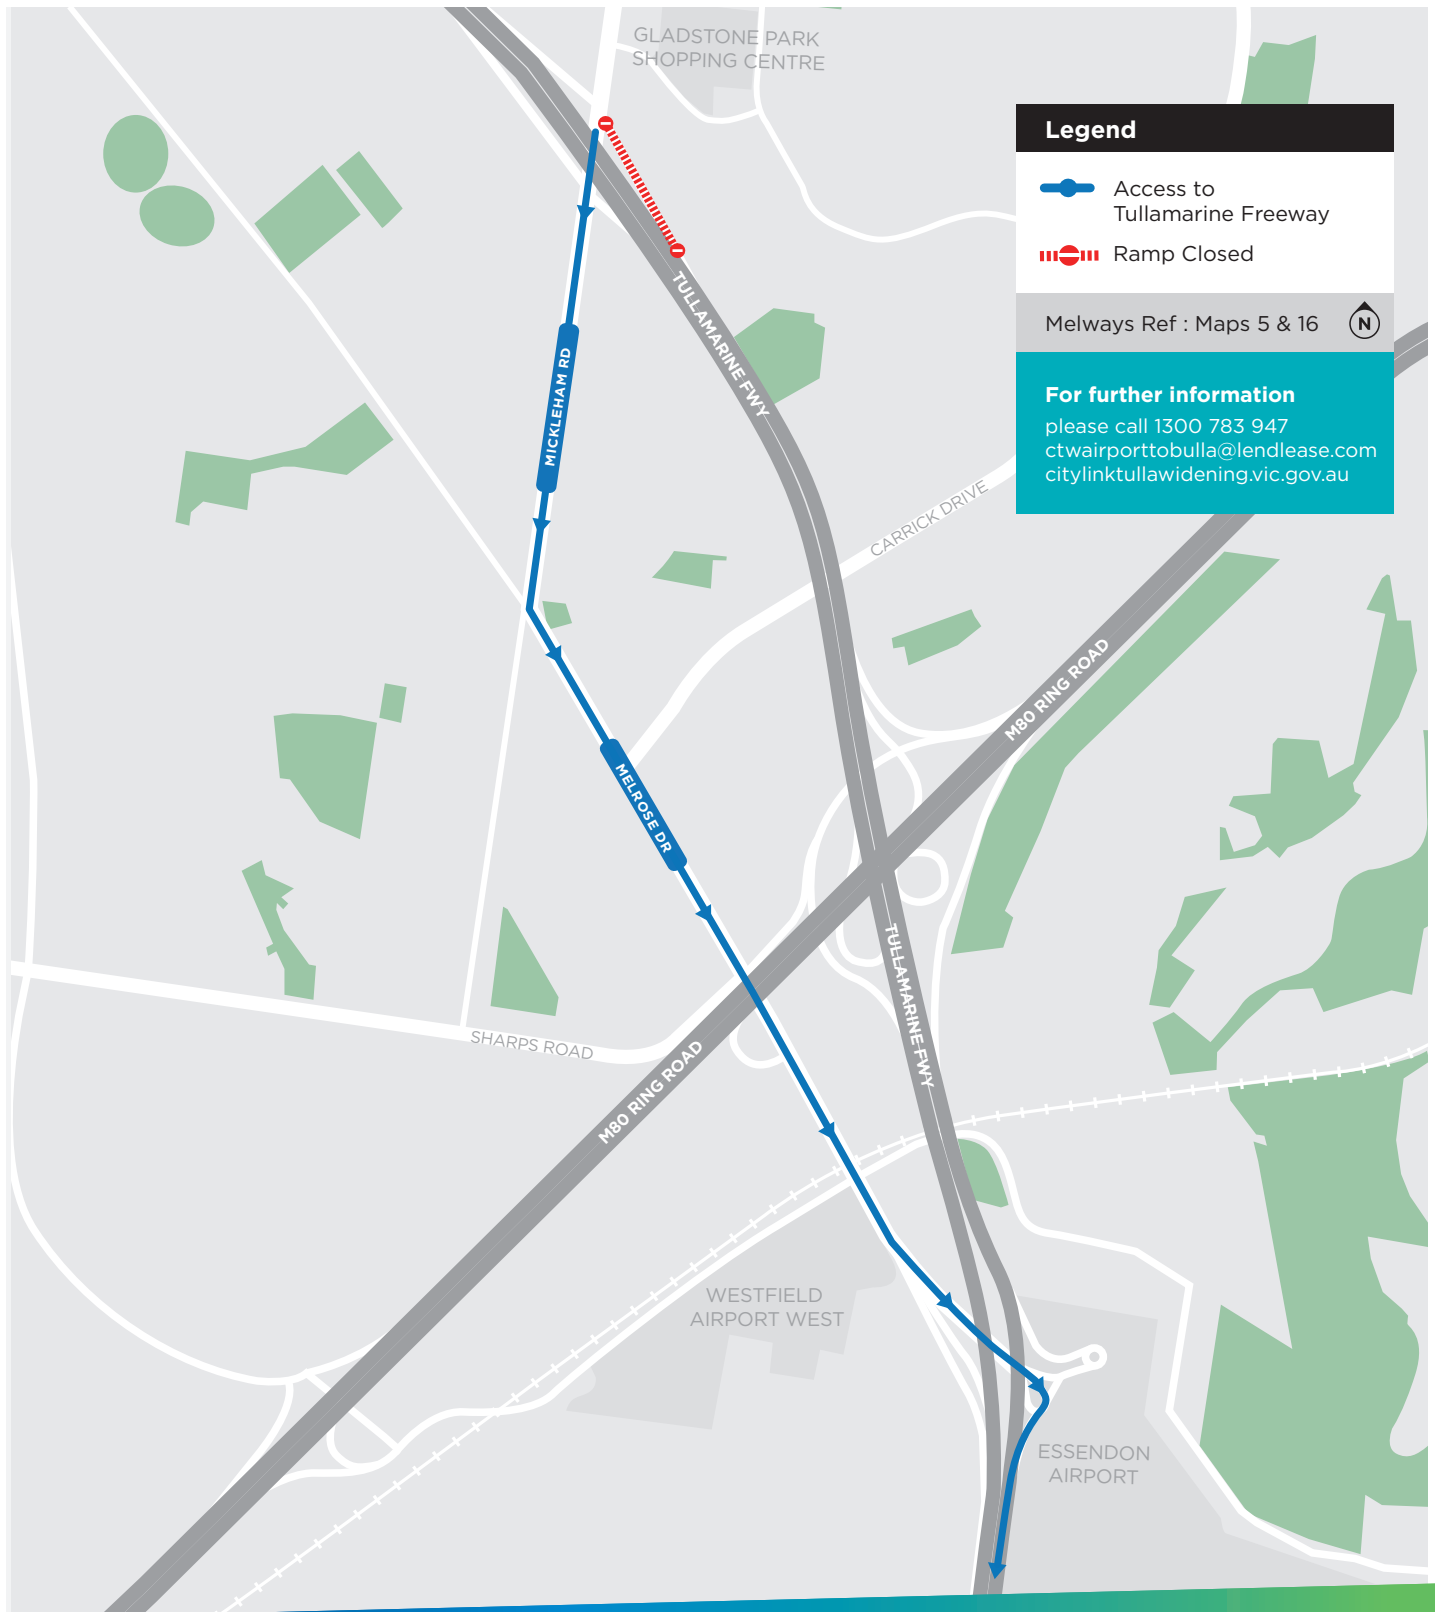 GLADSTONE PARK
SHOPPING CENTRE
Legend
Access to
Tullamarine Freeway
Ramp Closed
Melways Ref : Maps 5 & 16
N
For further information
please call 1300 783 947
ctwairporttobulla@lendlease.com
citylinktullawidening.vic.gov.au
TULLAMARINE FWY
MICKLEHAM RD
CARRICK DRIVE
M80 RING ROAD
MELROSE DR
TULLAMARINE FWY
SHARPS ROAD
M80 RING ROAD
WESTFIELD
AIRPORT WEST
ESSENDON
AIRPORT